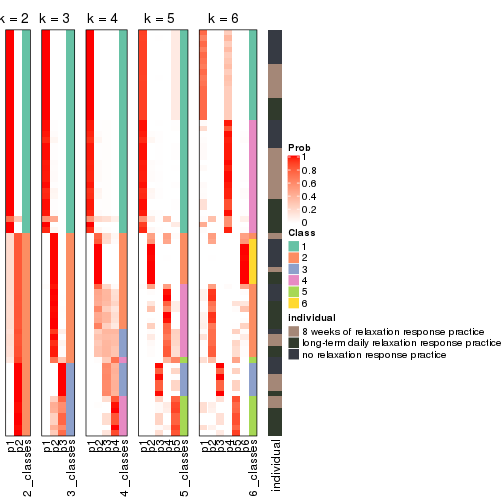 k = 2 k = 3 k = 4 k = 5 k = 6
Prob
1
0.8
0.6
0.4
0.2
0
Class
1
2
3
4
5
6
individual
8 weeks of relaxation response practice
long-term daily relaxation response practice
no relaxation response practice
p1
p2
2_classes
p1
p2
p3
3_classes
p1
p2
p3
p4
4_classes
p1
p2
p3
p4
p5
5_classes
p1
p2
p3
p4
p5
p6
6_classes
individual